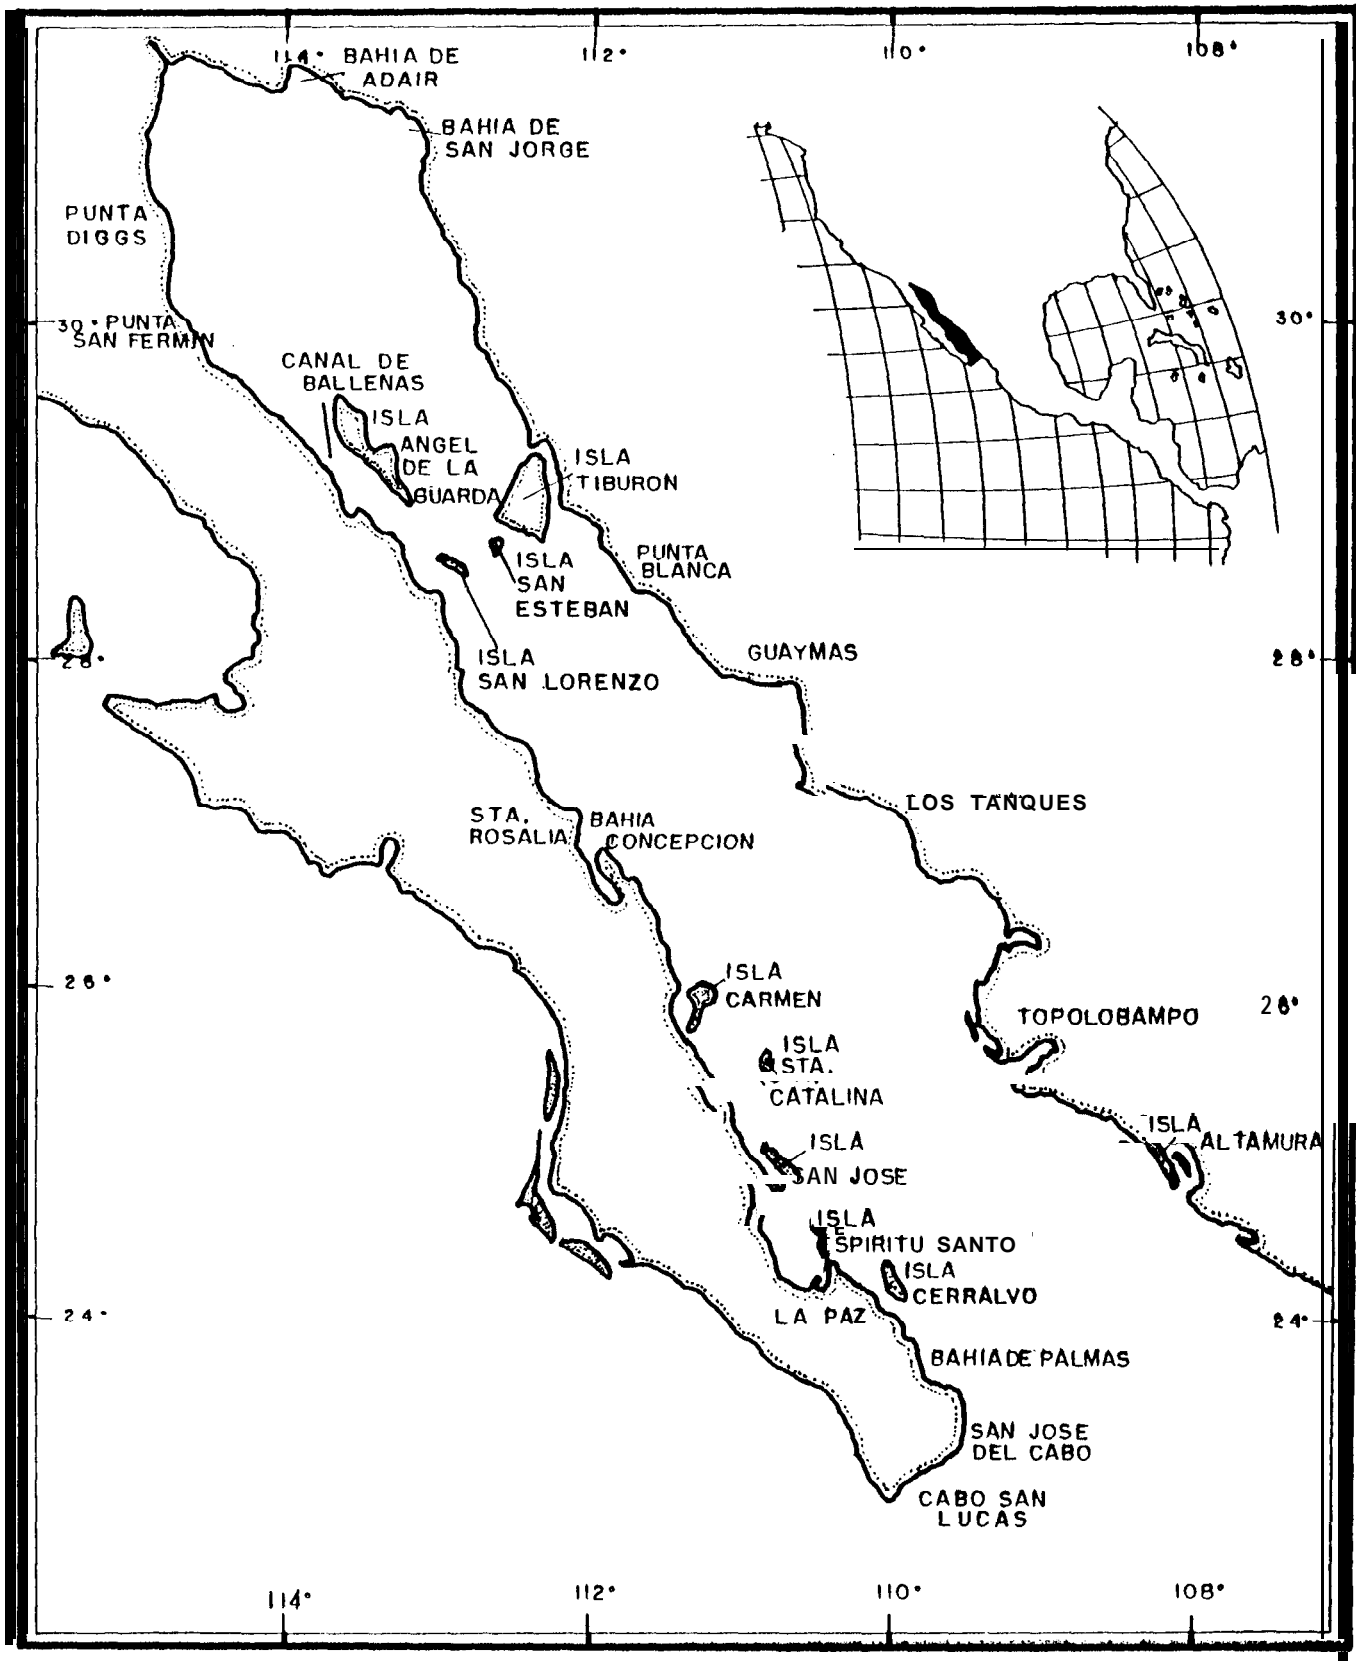 114° 112° 110° 108°
BAHIA DE
ADAIR
BAHIA DE
SAN JORGE
PUNTA
DIGGS
30° PUNTA 30°
SAN FERMIN
CANAL DE
BALLENAS
ISLA
ANGEL
DE LA
GUARDA
ISLA
TIBURON
PUNTA
BLANCA
ISLA
SAN
ESTEBAN
28° 28°
GUAYMAS
ISLA
SAN LORENZO
LOS TANQUES
STA.
ROSALIA
BAHIA
CONCEPCION
26° 26°
ISLA
CARMEN
TOPOLOBAMPO
ISLA
STA.
CATALINA
ISLA
ALTAMURA
ISLA
SAN JOSE
ISLA
ESPIRITU SANTO
ISLA
CERRALVO
24° 24°
LA PAZ
BAHIA DE PALMAS
SAN JOSE
DEL CABO
CABO SAN
LUCAS
114° 112° 110° 108°